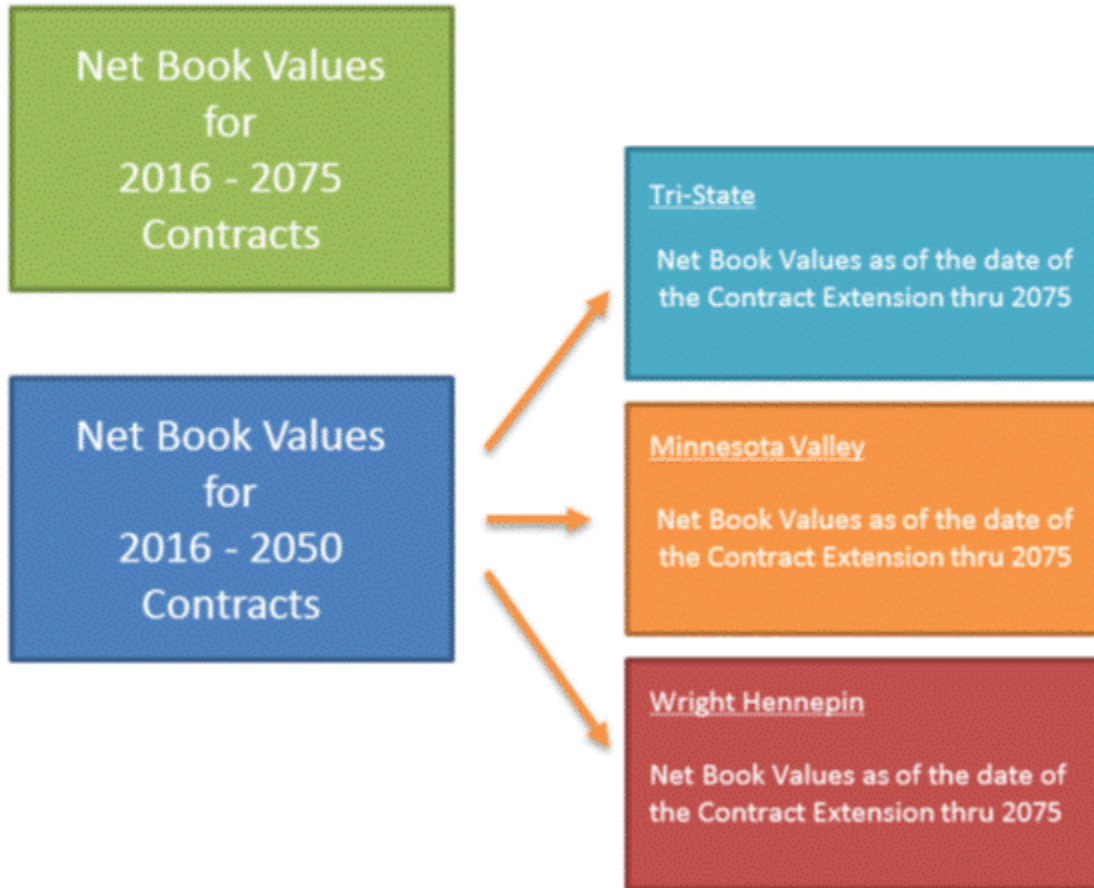 Net Book Values
for
2016 - 2075
Contracts
Net Book Values
for
2016 - 2050
Contracts
Tri-State
Net Book Values as of the date of
the Contract Extension thru 2075
Minnesota Valley
Net Book Values as of the date of
the Contract Extension thru 2075
Wright Hennepin
Net Book Values as of the date of
the Contract Extension thru 2075